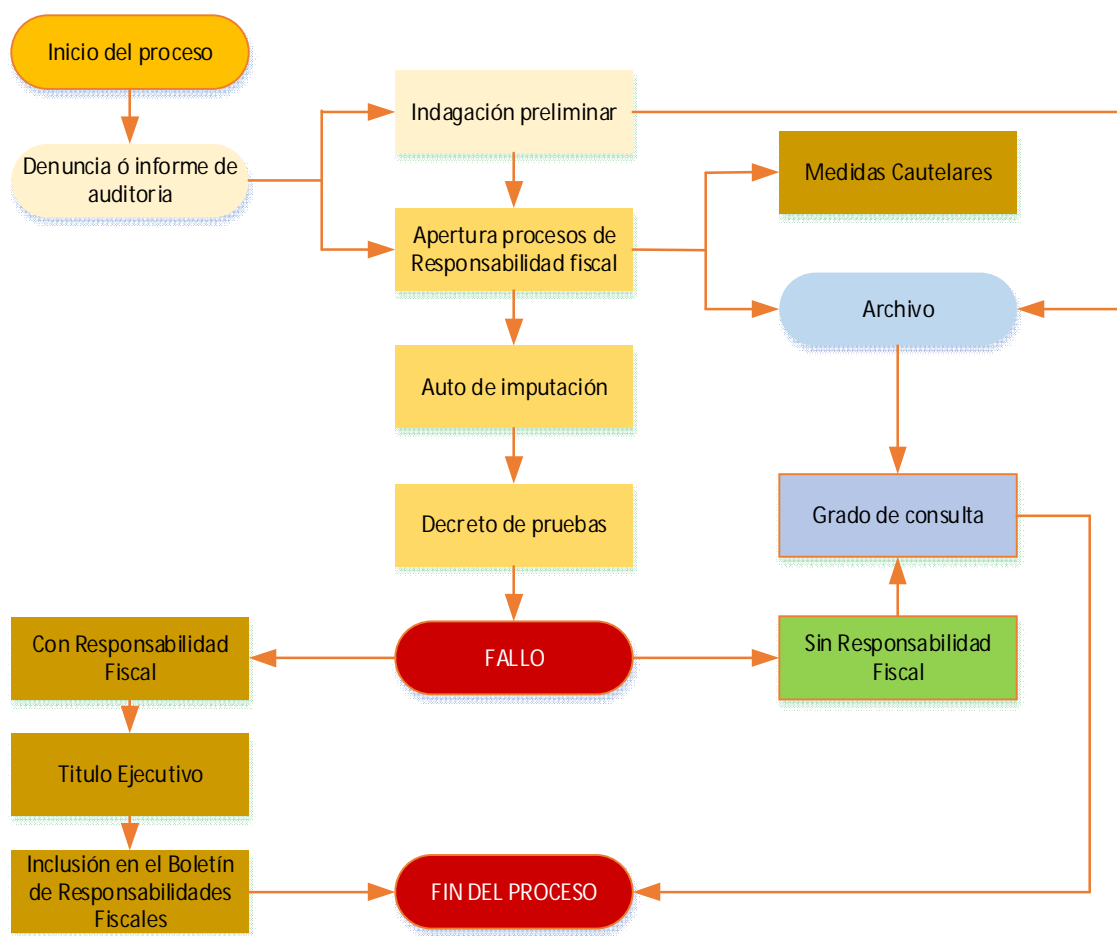 Inicio del proceso
Denuncia ó informe de
auditoria
Indagación preliminar
Apertura procesos de
Responsabilidad fiscal
Medidas Cautelares
Archivo
Auto de imputación
Decreto de pruebas
Grado de consulta
FALLO
Con Responsabilidad
Fiscal
Sin Responsabilidad
Fiscal
Titulo Ejecutivo
Inclusión en el Boletín
de Responsabilidades
Fiscales
FIN DEL PROCESO